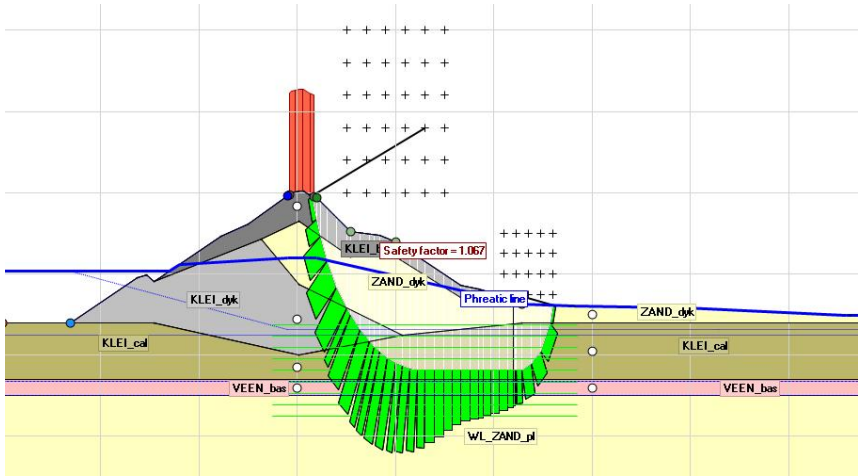 KLEI_
Safety factor = 1.067
ZAND_dyk
KLEI_dyk
Phreatic line
ZAND_dyk
KLEI_cal
KLEI_cal
VEEN_bas
VEEN_bas
WL_ZAND_pl